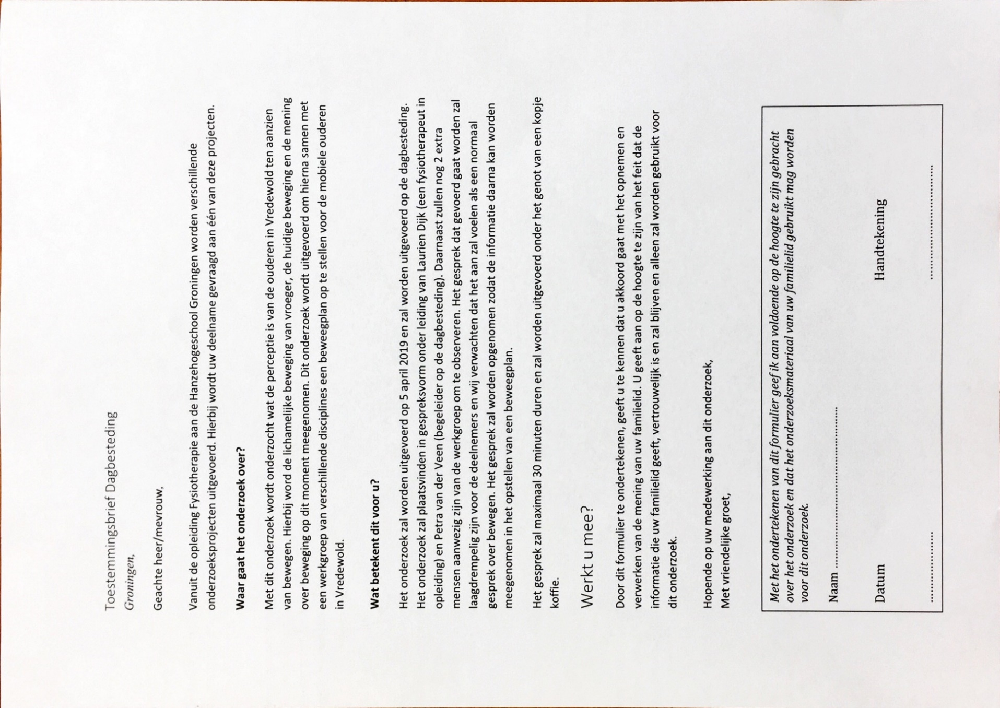 Toestemmingsbrief Dagbesteding
Groningen,
Geachte heer/mevrouw,
Vanuit de opleiding Fysiotherapie aan de Hanzehogeschool Groningen worden verschillende
onderzoeksprojecten uitgevoerd. Hierbij wordt uw deelname gevraagd aan één van deze projecten.
Waar gaat het onderzoek over?
Met dit onderzoek wordt onderzocht wat de perceptie is van de ouderen in Vredewold ten aanzien
van bewegen. Hierbij word de lichamelijke beweging van vroeger, de huidige beweging en de mening
over beweging op dit moment meegenomen. Dit onderzoek wordt uitgevoerd om hierna samen met
een werkgroep van verschillende disciplines een beweegplan op te stellen voor de mobiele ouderen
in Vredewold.
Wat betekent dit voor u?
Het onderzoek zal worden uitgevoerd op 5 april 2019 en zal worden uitgevoerd op de dagbesteding.
Het onderzoek zal plaatsvinden in gespreksvorm onder leiding van Laurien Dijk (een fysiotherapeut in
opleiding) en Petra van der Veen (begeleider op de dagbesteding). Daarnaast zullen nog 2 extra
mensen aanwezig zijn van de werkgroep om te observeren. Het gesprek dat gevoerd gaat worden zal
laagdrempelig zijn voor de deelnemers en wij verwachten dat het aan zal voelen als een normaal
gesprek over bewegen. Het gesprek zal worden opgenomen zodat de informatie daarna kan worden
meegenomen in het opstellen van een beweegplan.
Het gesprek zal maximaal 30 minuten duren en zal worden uitgevoerd onder het genot van een kopje
koffie.
Werkt u mee?
Door dit formulier te ondertekenen, geeft u te kennen dat u akkoord gaat met het opnemen en
verwerken van de mening van uw familielid. U geeft aan op de hoogte te zijn van het feit dat de
informatie die uw familielid geeft, vertrouwelijk is en zal blijven en alleen zal worden gebruikt voor
dit onderzoek.
Hopende op uw medewerking aan dit onderzoek,
Met vriendelijke groet,
Met het ondertekenen van dit formulier geef ik aan voldoende op de hoogte te zijn gebracht
over het onderzoek en dat het onderzoeksmateriaal van uw familielid gebruikt mag worden
voor dit onderzoek.
Naam ................................................
Datum Handtekening
..................... ..................................